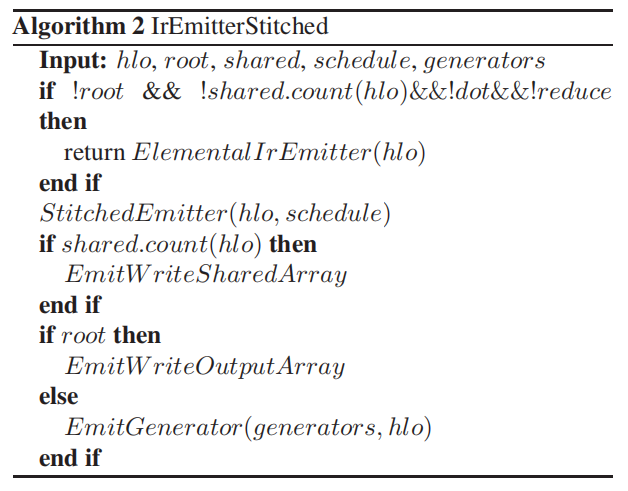 Algorithm 2 IrEmitterStitched
Input: hlo, root, shared, schedule, generators
if !root && !shared.count(hlo)&&!dot&&!reduce
then
return ElementalIrEmitter(hlo)
end if
StitchedEmitter(hlo, schedule)
if shared.count(hlo) then
EmitWriteSharedArray
end if
if root then
EmitWriteOutputArray
else
EmitGenerator(generators, hlo)
end if